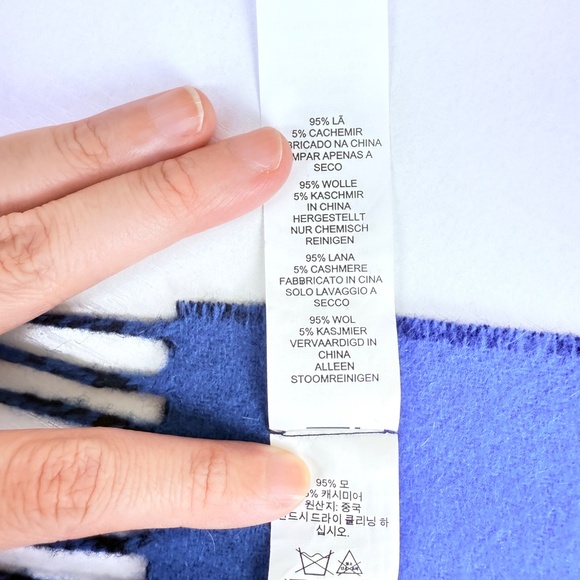 95% LÃ
5% CACHEMIR
NA CHINA
APENAS A
SECO
95% WOLLE
5% KASCHMIR
IN CHINA
HERGESTELLT
NUR CHEMISCH
REINIGEN
95% LANA
5% CASHMERE
FABBRICATO IN CINA
SOLO LAVAGGIO A
SECCO
95% WOL
5% KASJMIER
VERVAARDIGD IN
CHINA
ALLEEN
STOOMREINIGEN
95% 모
캐시미어
원산지: 중국
드라이 클리닝 하
십시오.